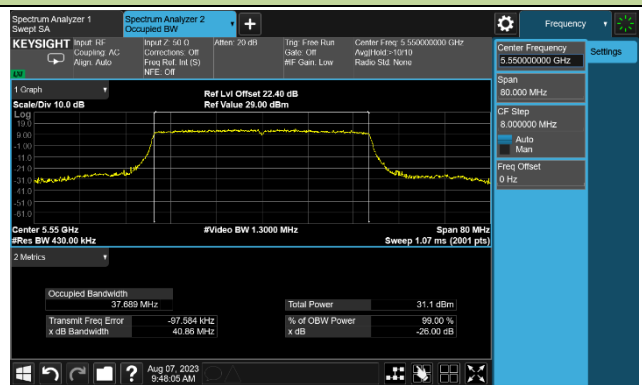 Spectrum Analyzer 1
Swept SA
Spectrum Analyzer 2
Occupied BW
Frequency
KEYSIGHT
Input: RF
Coupling: AC
Align: Auto
Input Z: 50 Ω
Corrections: Off
Freq Ref: Int (S)
NFE: Off
Atten: 20 dB
Trig: Free Run
Gate: Off
#IF Gain: Low
Center Freq: 5.550000000 GHz
Avg|Hold:>10/10
Radio Std: None
Center Frequency
5.550000000 GHz
Settings
Span
80.000 MHz
CF Step
8.000000 MHz
Auto
Man
Freq Offset
0 Hz
1 Graph
Scale/Div 10.0 dB
Ref Lvl Offset 22.40 dB
Ref Value 29.00 dBm
Log
19.0
9.00
-1.00
-11.0
-21.0
-31.0
-41.0
-51.0
-61.0
Center 5.55 GHz
#Res BW 430.00 kHz
#Video BW 1.3000 MHz
Span 80 MHz
Sweep 1.07 ms (2001 pts)
2 Metrics
Occupied Bandwidth
37.689 MHz
Total Power
31.1 dBm
Transmit Freq Error
-97.584 kHz
% of OBW Power
99.00 %
x dB Bandwidth
40.86 MHz
x dB
-26.00 dB
Aug 07, 2023
9:48:05 AM